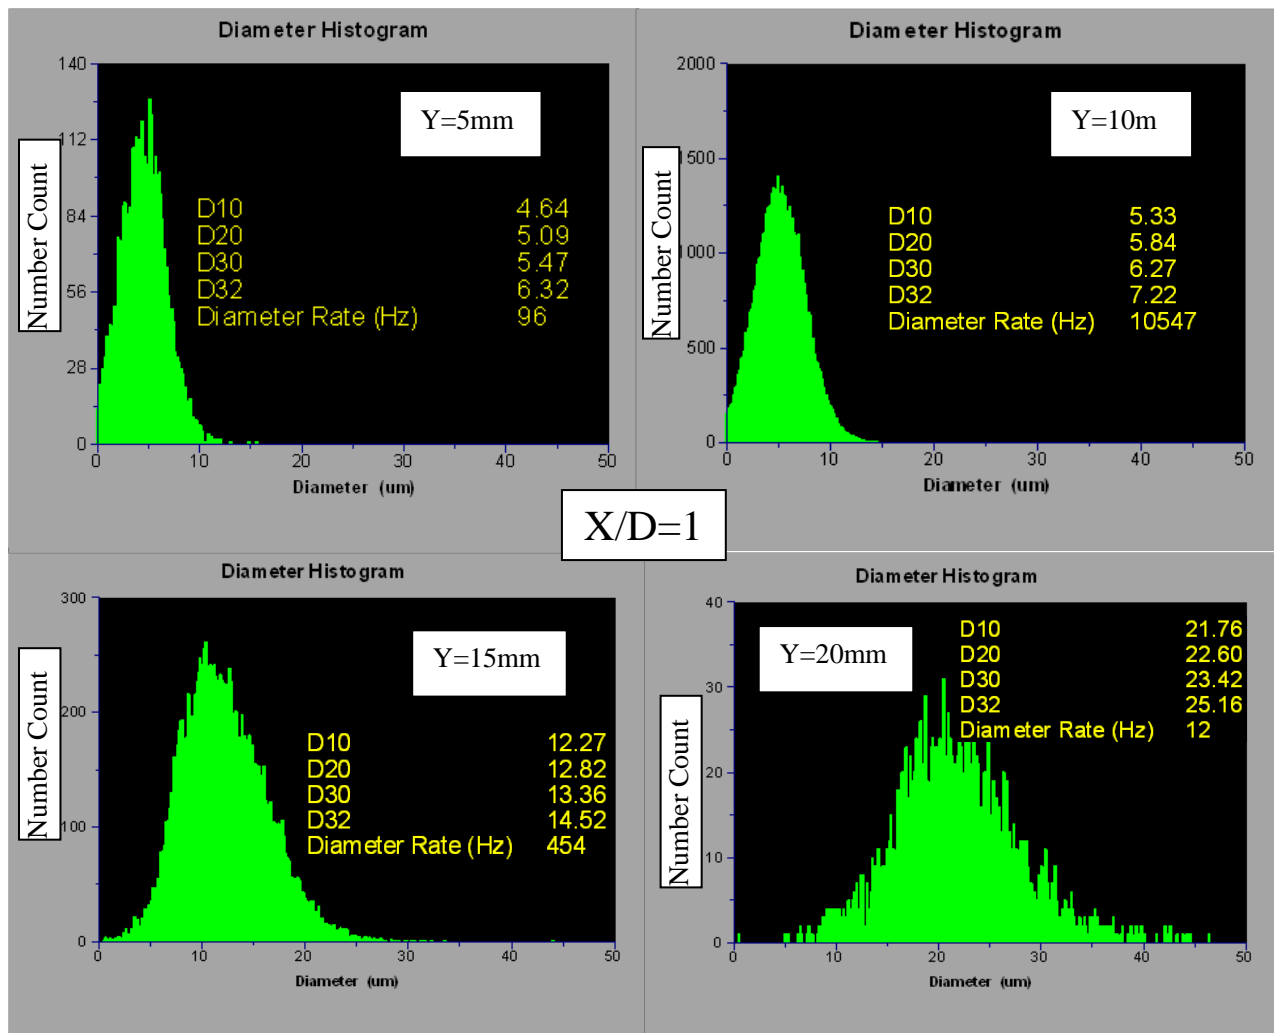 Diameter Histogram
140
112
84
56
28
0
0 10 20 30 40 50
Number Count
Y=5mm
D10 4.64
D20 5.09
D30 5.47
D32 6.32
Diameter Rate (Hz) 96
Diameter (um)
Diameter Histogram
2000
1500
1000
500
0
0 10 20 30 40 50
Number Count
Y=10m
D10 5.33
D20 5.84
D30 6.27
D32 7.22
Diameter Rate (Hz) 10547
Diameter (um)
X/D=1
Diameter Histogram
300
200
100
0
0 10 20 30 40 50
Number Count
Y=15mm
D10 12.27
D20 12.82
D30 13.36
D32 14.52
Diameter Rate (Hz) 454
Diameter (um)
Diameter Histogram
40
30
20
10
0
0 10 20 30 40 50
Number Count
Y=20mm
D10 21.76
D20 22.60
D30 23.42
D32 25.16
Diameter Rate (Hz) 12
Diameter (um)